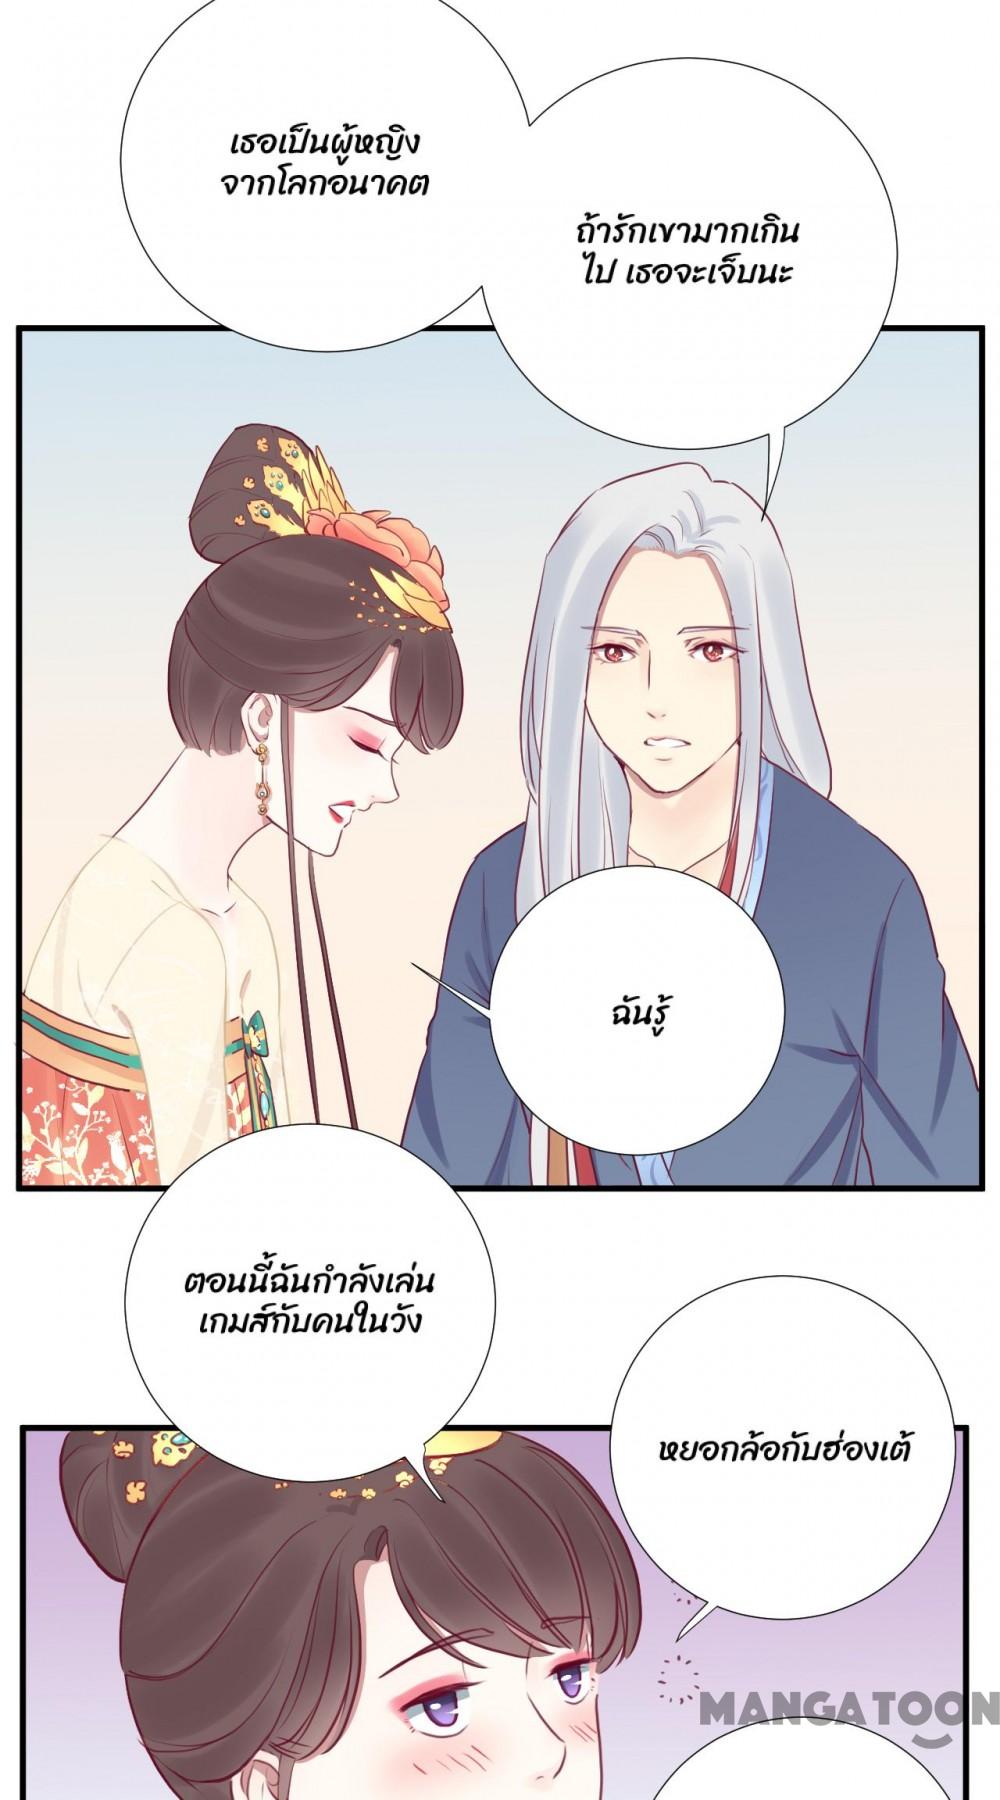 เธอเป็นผู้หญิง
จากโลกอนาคต
ถ้ารักเขามากเกิน
ไป เธอจะเจ็บนะ
ฉันรู้
ตอนนี้ฉันกำลังเล่น
เกมส์กับคนในวัง
หยอกล้อกับฮ่องเต้
MANGATOON